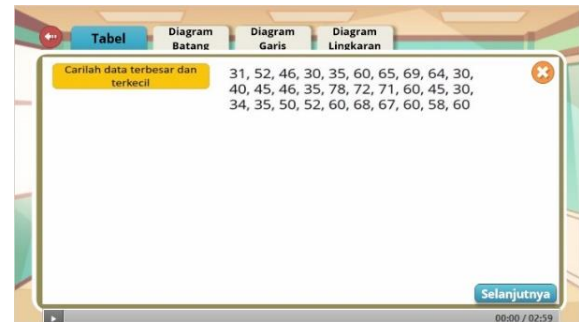 Tabel
Diagram
Batang
Diagram
Garis
Diagram
Lingkaran
Carilah data terbesar dan
terkecil
31, 52, 46, 30, 35, 60, 65, 69, 64, 30,
40, 45, 46, 35, 78, 72, 71, 60, 45, 30,
34, 35, 50, 52, 60, 68, 67, 60, 58, 60
Selanjutnya
00:00 / 02:59